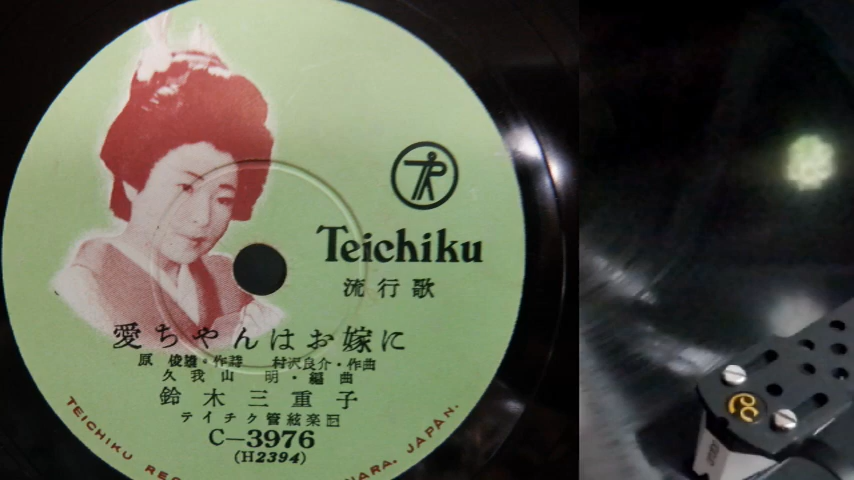 Teichiku
流行歌
愛ちゃんはお嫁に
原 俊雄・作詩 村沢良介・作曲
久我山 明・編曲
鈴木三重子
テイチク管絃楽団
C-3976
(H2394)
TEICHIKU REC NARA, JAPAN.